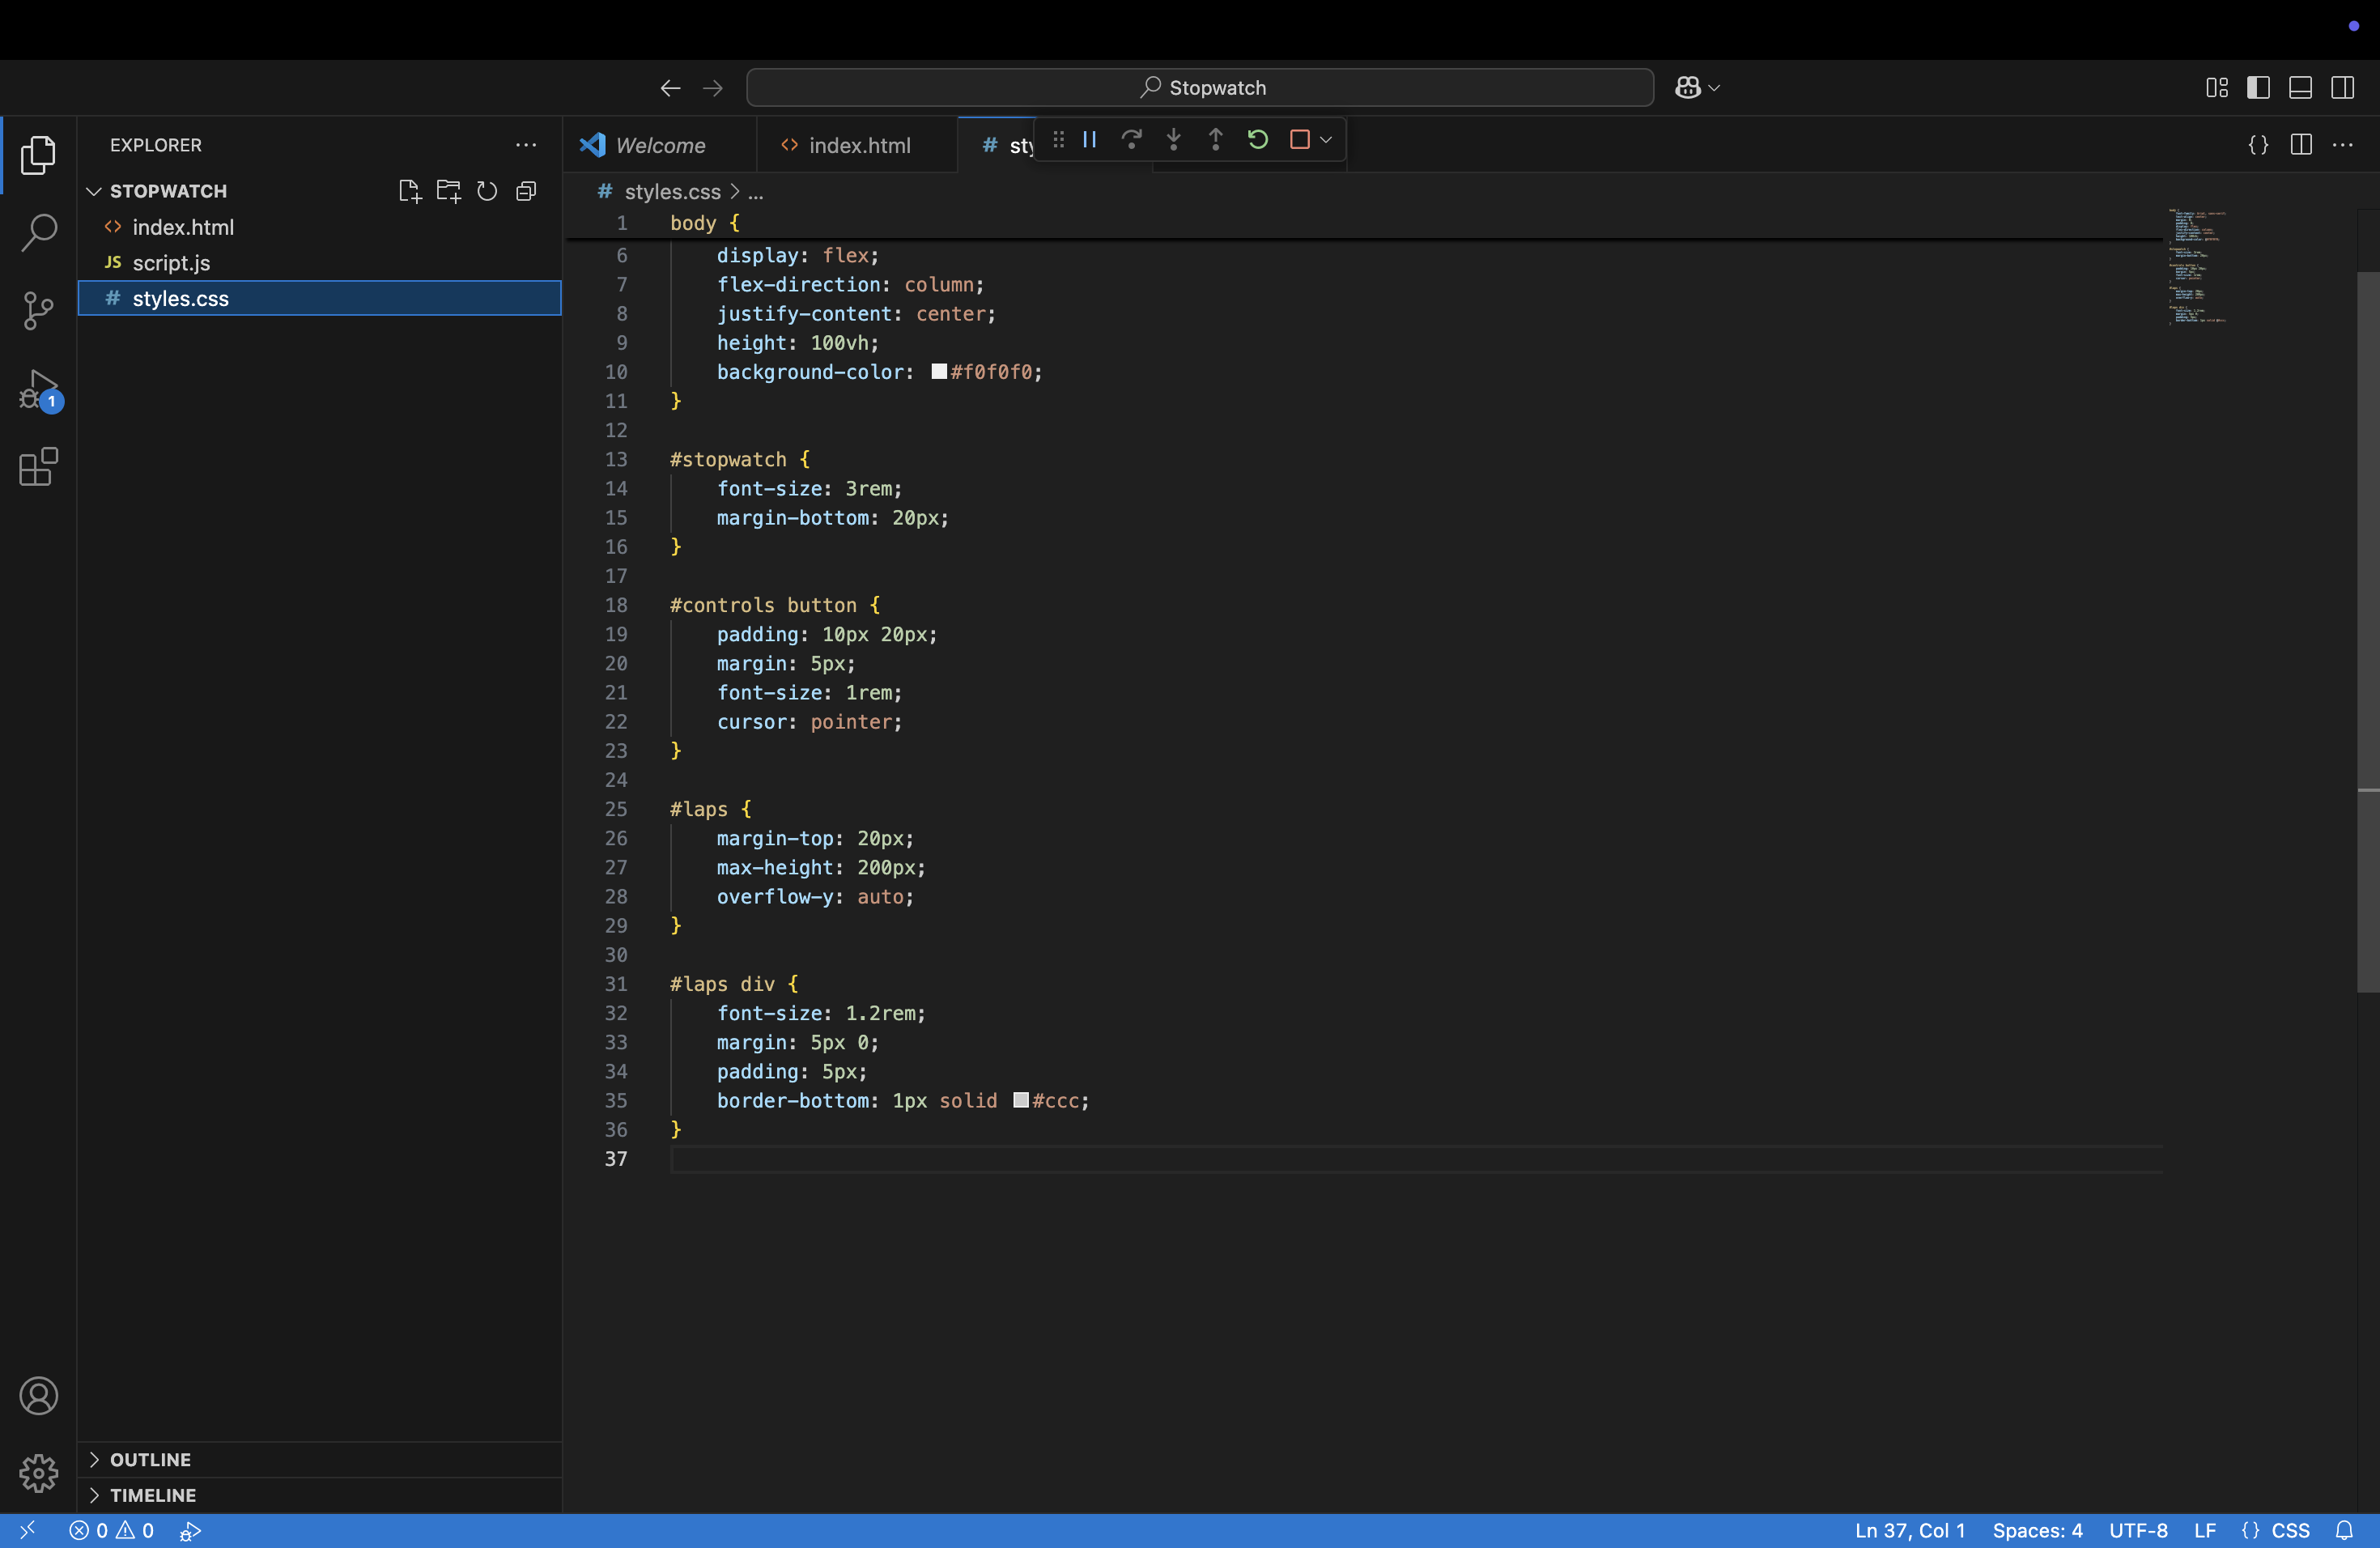 Stopwatch
EXPLORER
Welcome
index.html
sty
STOPWATCH
index.html
JS script.js
# styles.css
# styles.css > ...
1 body {
6 display: flex;
7 flex-direction: column;
8 justify-content: center;
9 height: 100vh;
10 background-color: #f0f0f0;
11 }
12
13 #stopwatch {
14 font-size: 3rem;
15 margin-bottom: 20px;
16 }
17
18 #controls button {
19 padding: 10px 20px;
20 margin: 5px;
21 font-size: 1rem;
22 cursor: pointer;
23 }
24
25 #laps {
26 margin-top: 20px;
27 max-height: 200px;
28 overflow-y: auto;
29 }
30
31 #laps div {
32 font-size: 1.2rem;
33 margin: 5px 0;
34 padding: 5px;
35 border-bottom: 1px solid #ccc;
36 }
37
1
OUTLINE
TIMELINE
0 0
Ln 37, Col 1 Spaces: 4 UTF-8 LF {} CSS